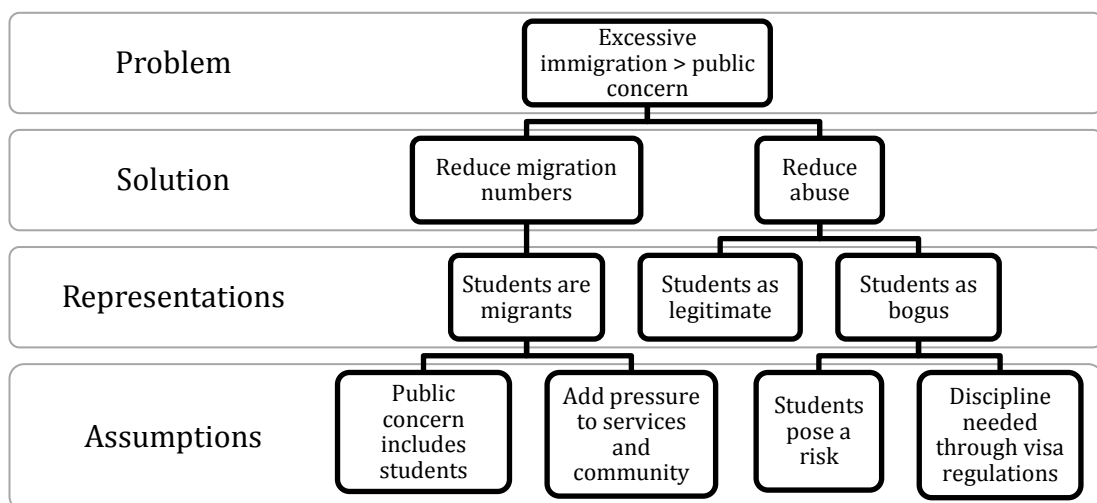 Problem
Excessive
immigration > public
concern
Solution
Reduce migration
numbers
Reduce
abuse
Representations
Students are
migrants
Students as
legitimate
Students as
bogus
Assumptions
Public
concern
includes
students
Add pressure
to services
and
community
Students
pose a
risk
Discipline
needed
through visa
regulations